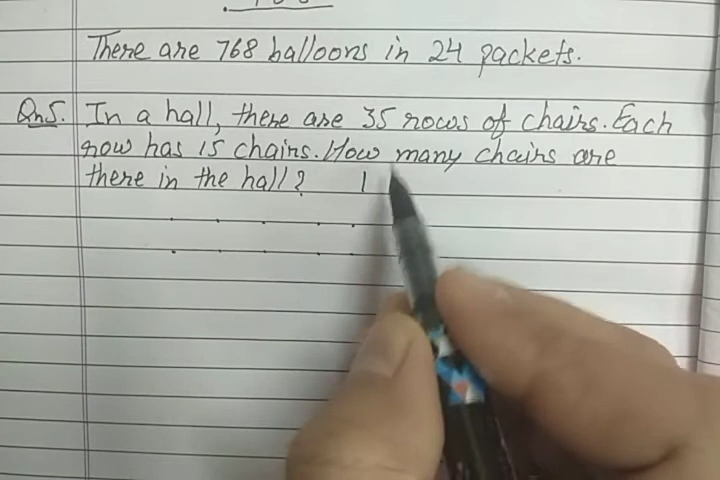 There are 768 balloons in 24 packets.
Qn5. In a hall, there are 35 rows of chairs. Each
row has 15 chairs. How many chairs are
there in the hall? 1